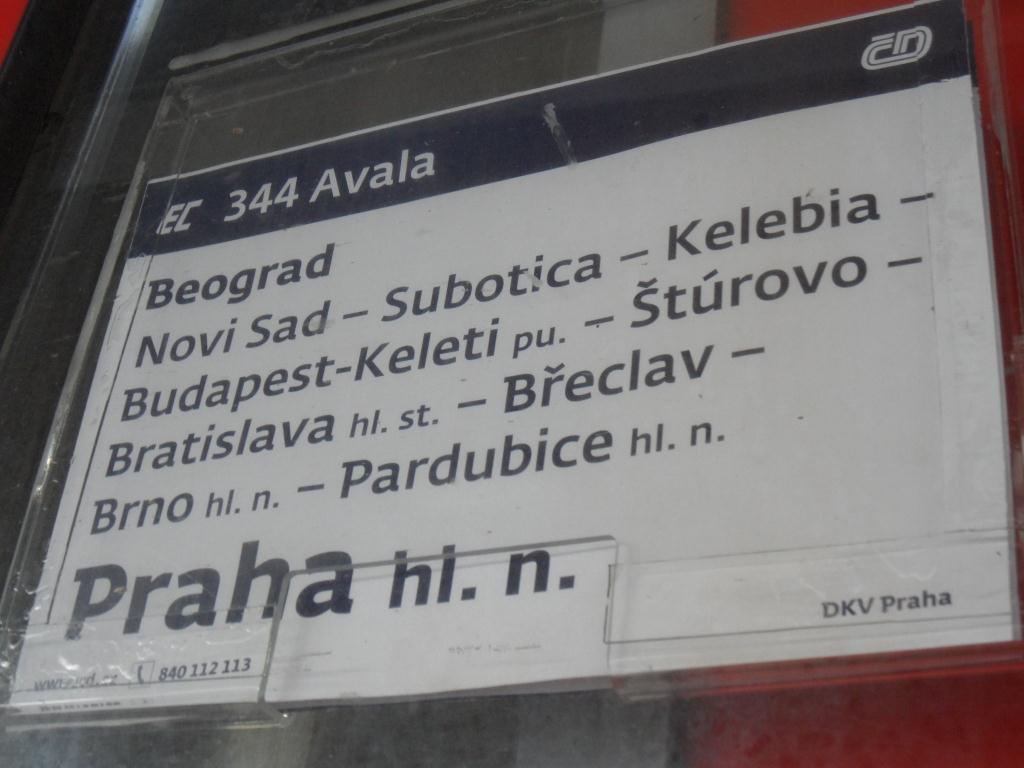 ČD
EC 344 Avala
Beograd
Novi Sad – Subotica – Kelebia –
Budapest-Keleti pu. – Štúrovo –
Bratislava hl. st. – Břeclav –
Brno hl. n. – Pardubice hl. n.
Praha hl. n.
DKV Praha
840 112 113